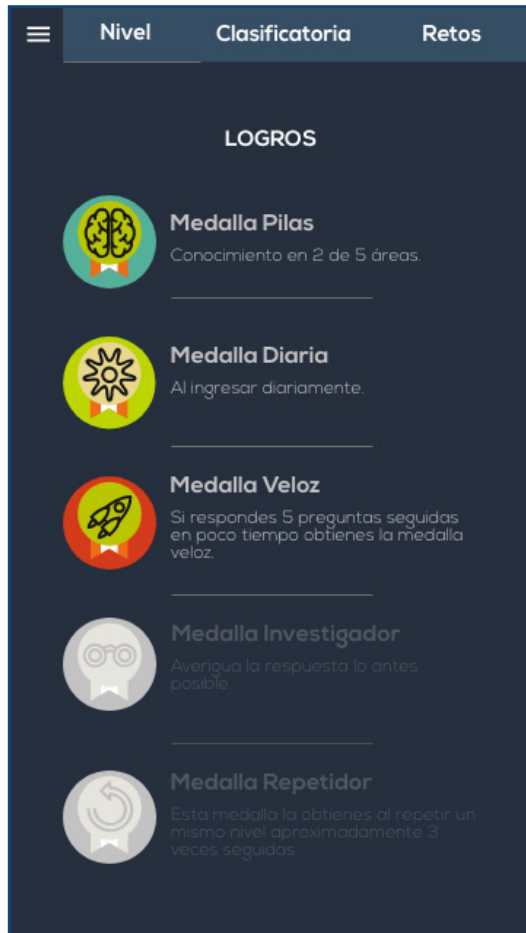 Nivel Clasificatoria Retos
LOGROS
Medalla Pilas
Conocimiento en 2 de 5 áreas.
Medalla Diaria
Al ingresar diariamente.
Medalla Veloz
Si respondes 5 preguntas seguidas
en poco tiempo obtienes la medalla
veloz.
Medalla Investigador
Averigua la respuesta lo antes
posible.
Medalla Repetidor
Esta medalla la obtienes al repetir un
mismo nivel aproximadamente 3
veces seguidas.